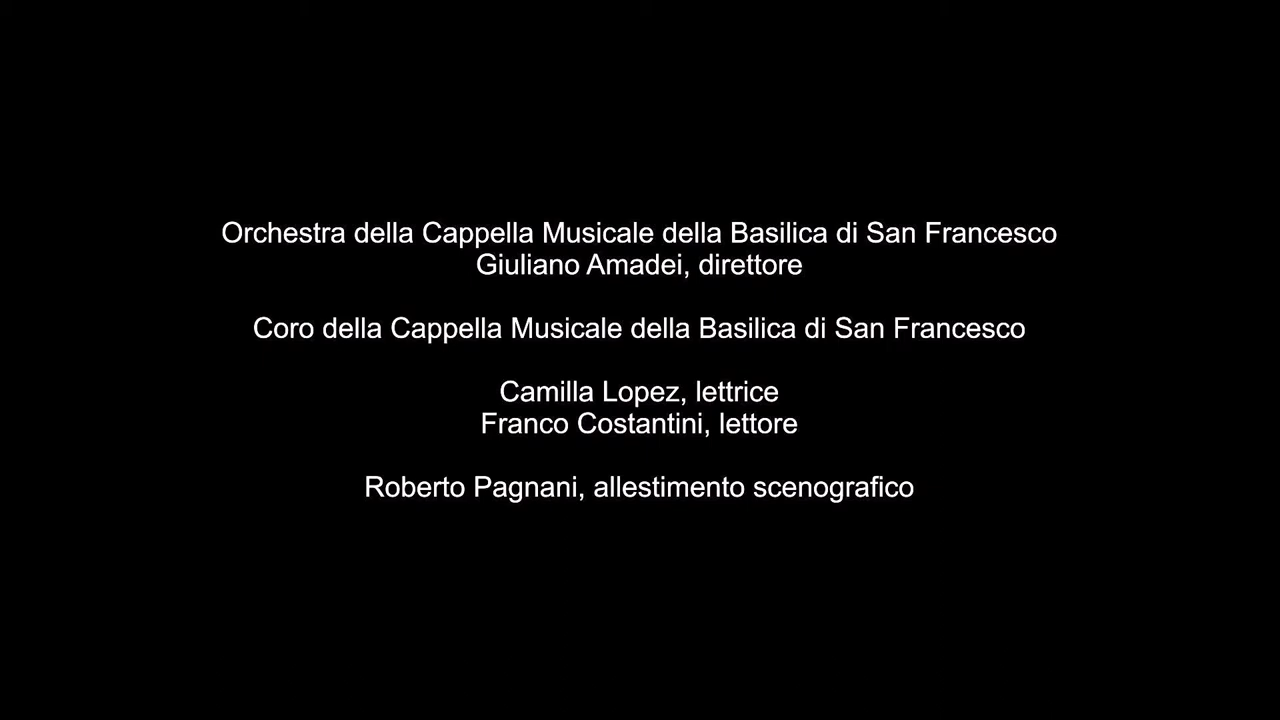 Orchestra della Cappella Musicale della Basilica di San Francesco
Giuliano Amadei, direttore
Coro della Cappella Musicale della Basilica di San Francesco
Camilla Lopez, lettrice
Franco Costantini, lettore
Roberto Pagnani, allestimento scenografico